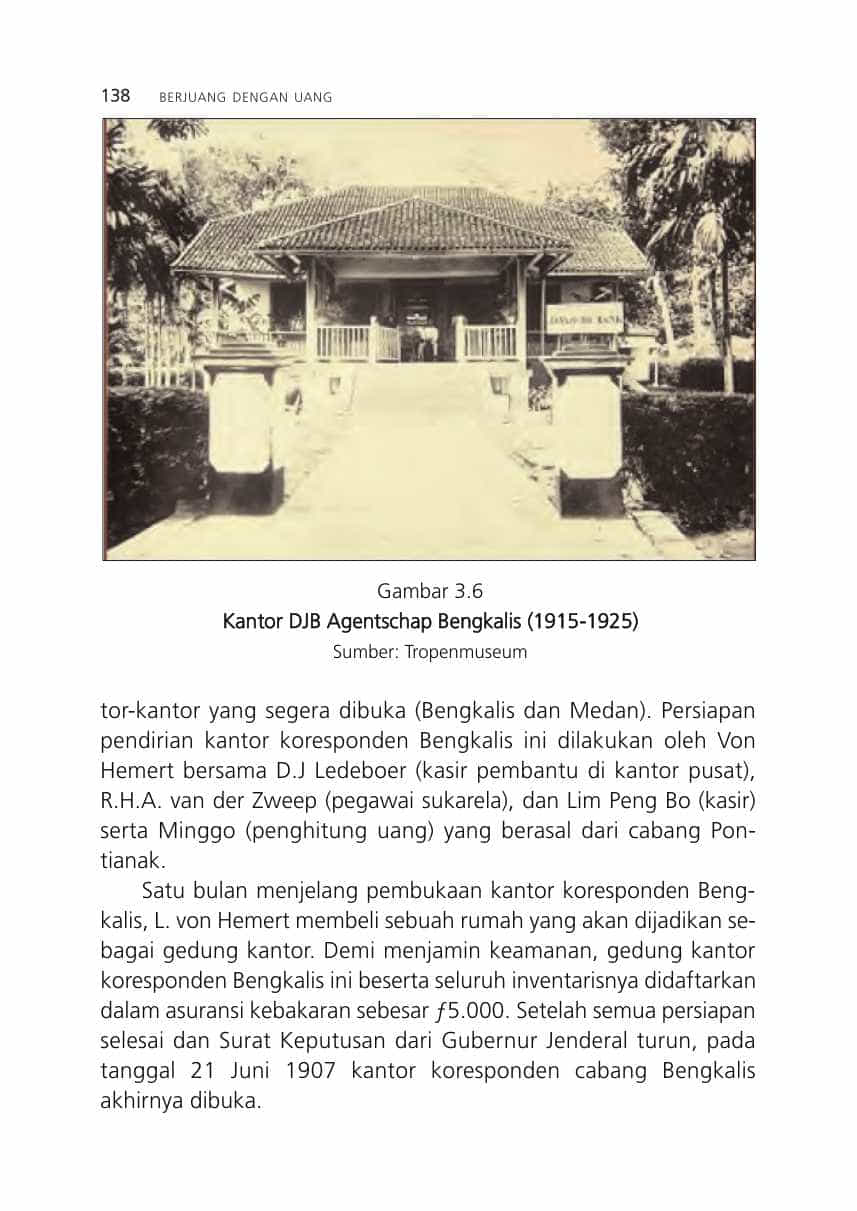 138 BERJUANG DENGAN UANG
Gambar 3.6
Kantor DJB Agentschap Bengkalis (1915-1925)
Sumber: Tropenmuseum
tor-kantor yang segera dibuka (Bengkalis dan Medan). Persiapan
pendirian kantor koresponden Bengkalis ini dilakukan oleh Von
Hemert bersama D.J Ledeboer (kasir pembantu di kantor pusat),
R.H.A. van der Zweep (pegawai sukarela), dan Lim Peng Bo (kasir)
serta Minggo (penghitung uang) yang berasal dari cabang Pon-
tianak.
Satu bulan menjelang pembukaan kantor koresponden Beng-
kalis, L. von Hemert membeli sebuah rumah yang akan dijadikan se-
bagai gedung kantor. Demi menjamin keamanan, gedung kantor
koresponden Bengkalis ini beserta seluruh inventarisnya didaftarkan
dalam asuransi kebakaran sebesar ƒ5.000. Setelah semua persiapan
selesai dan Surat Keputusan dari Gubernur Jenderal turun, pada
tanggal 21 Juni 1907 kantor koresponden cabang Bengkalis
akhirnya dibuka.